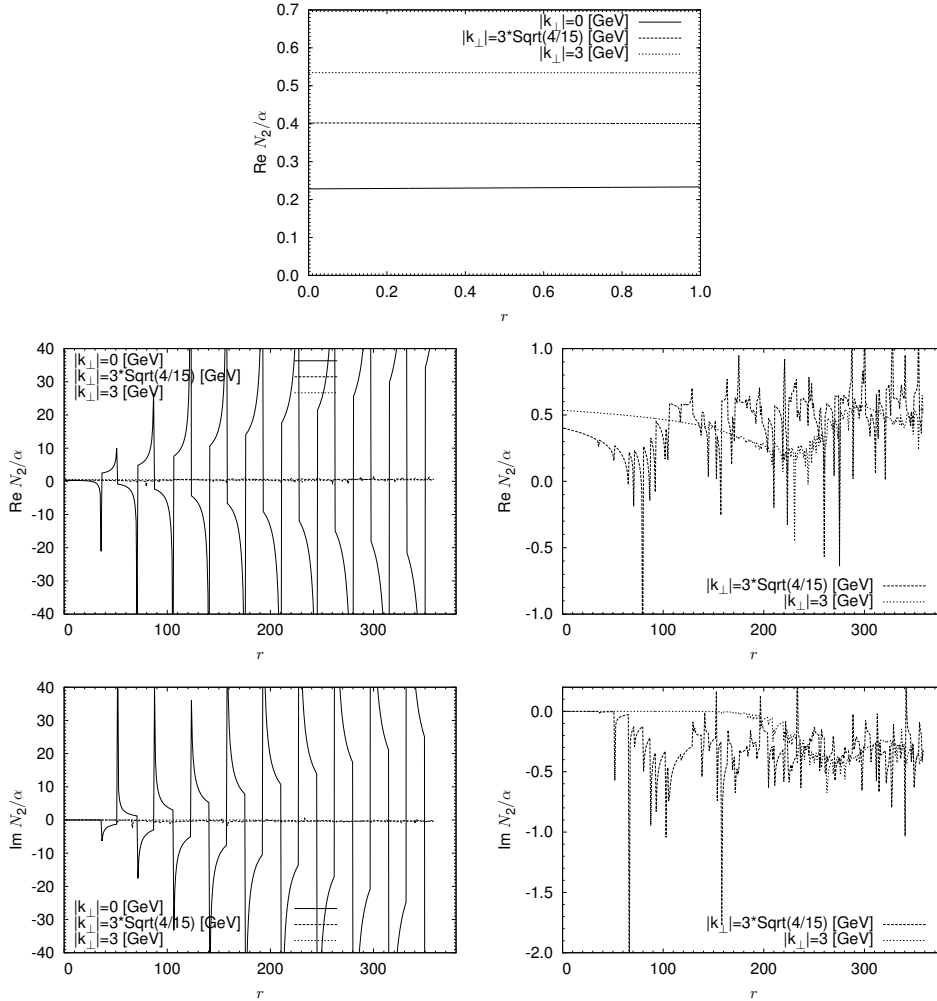 0.7
0.6
0.5
0.4
0.3
0.2
0.1
0.0
Re N₂/α
|k⊥|=0 [GeV]
|k⊥|=3*Sqrt(4/15) [GeV]
|k⊥|=3 [GeV]
0.0 0.2 0.4 0.6 0.8 1.0
r
40
30
20
10
0
-10
-20
-30
-40
Re N₂/α
|k⊥|=0 [GeV]
|k⊥|=3*Sqrt(4/15) [GeV]
|k⊥|=3 [GeV]
0 100 200 300
r
1.0
0.5
0.0
-0.5
-1.0
Re N₂/α
|k⊥|=3*Sqrt(4/15) [GeV]
|k⊥|=3 [GeV]
0 100 200 300
r
40
30
20
10
0
-10
-20
-30
-40
Im N₂/α
|k⊥|=0 [GeV]
|k⊥|=3*Sqrt(4/15) [GeV]
|k⊥|=3 [GeV]
0 100 200 300
r
0.0
-0.5
-1.0
-1.5
-2.0
Im N₂/α
|k⊥|=3*Sqrt(4/15) [GeV]
|k⊥|=3 [GeV]
0 100 200 300
r